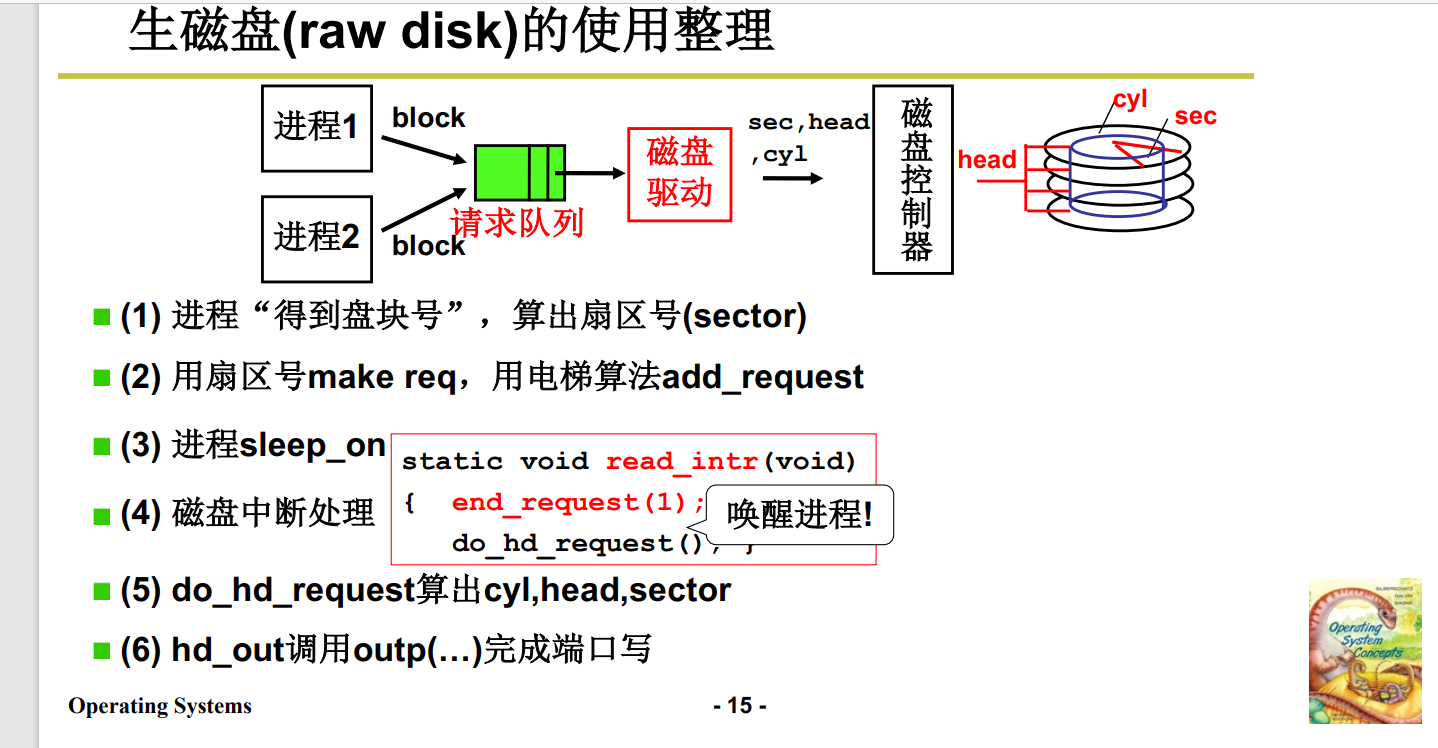 生磁盘(raw disk)的使用整理
进程1
block
进程2
block
请求队列
磁盘
驱动
sec,head
,cyl
磁盘控制器
head
cyl
sec
(1) 进程“得到盘块号”，算出扇区号(sector)
(2) 用扇区号make req，用电梯算法add_request
(3) 进程sleep_on
(4) 磁盘中断处理
static void read_intr(void)
{ end_request(1);
do_hd_request(); }
唤醒进程!
(5) do_hd_request算出cyl,head,sector
(6) hd_out调用outp(…)完成端口写
Operating Systems
- 15 -
SILBERSCHATZ
GALVIN
GAGNE
Operating
System
Concepts